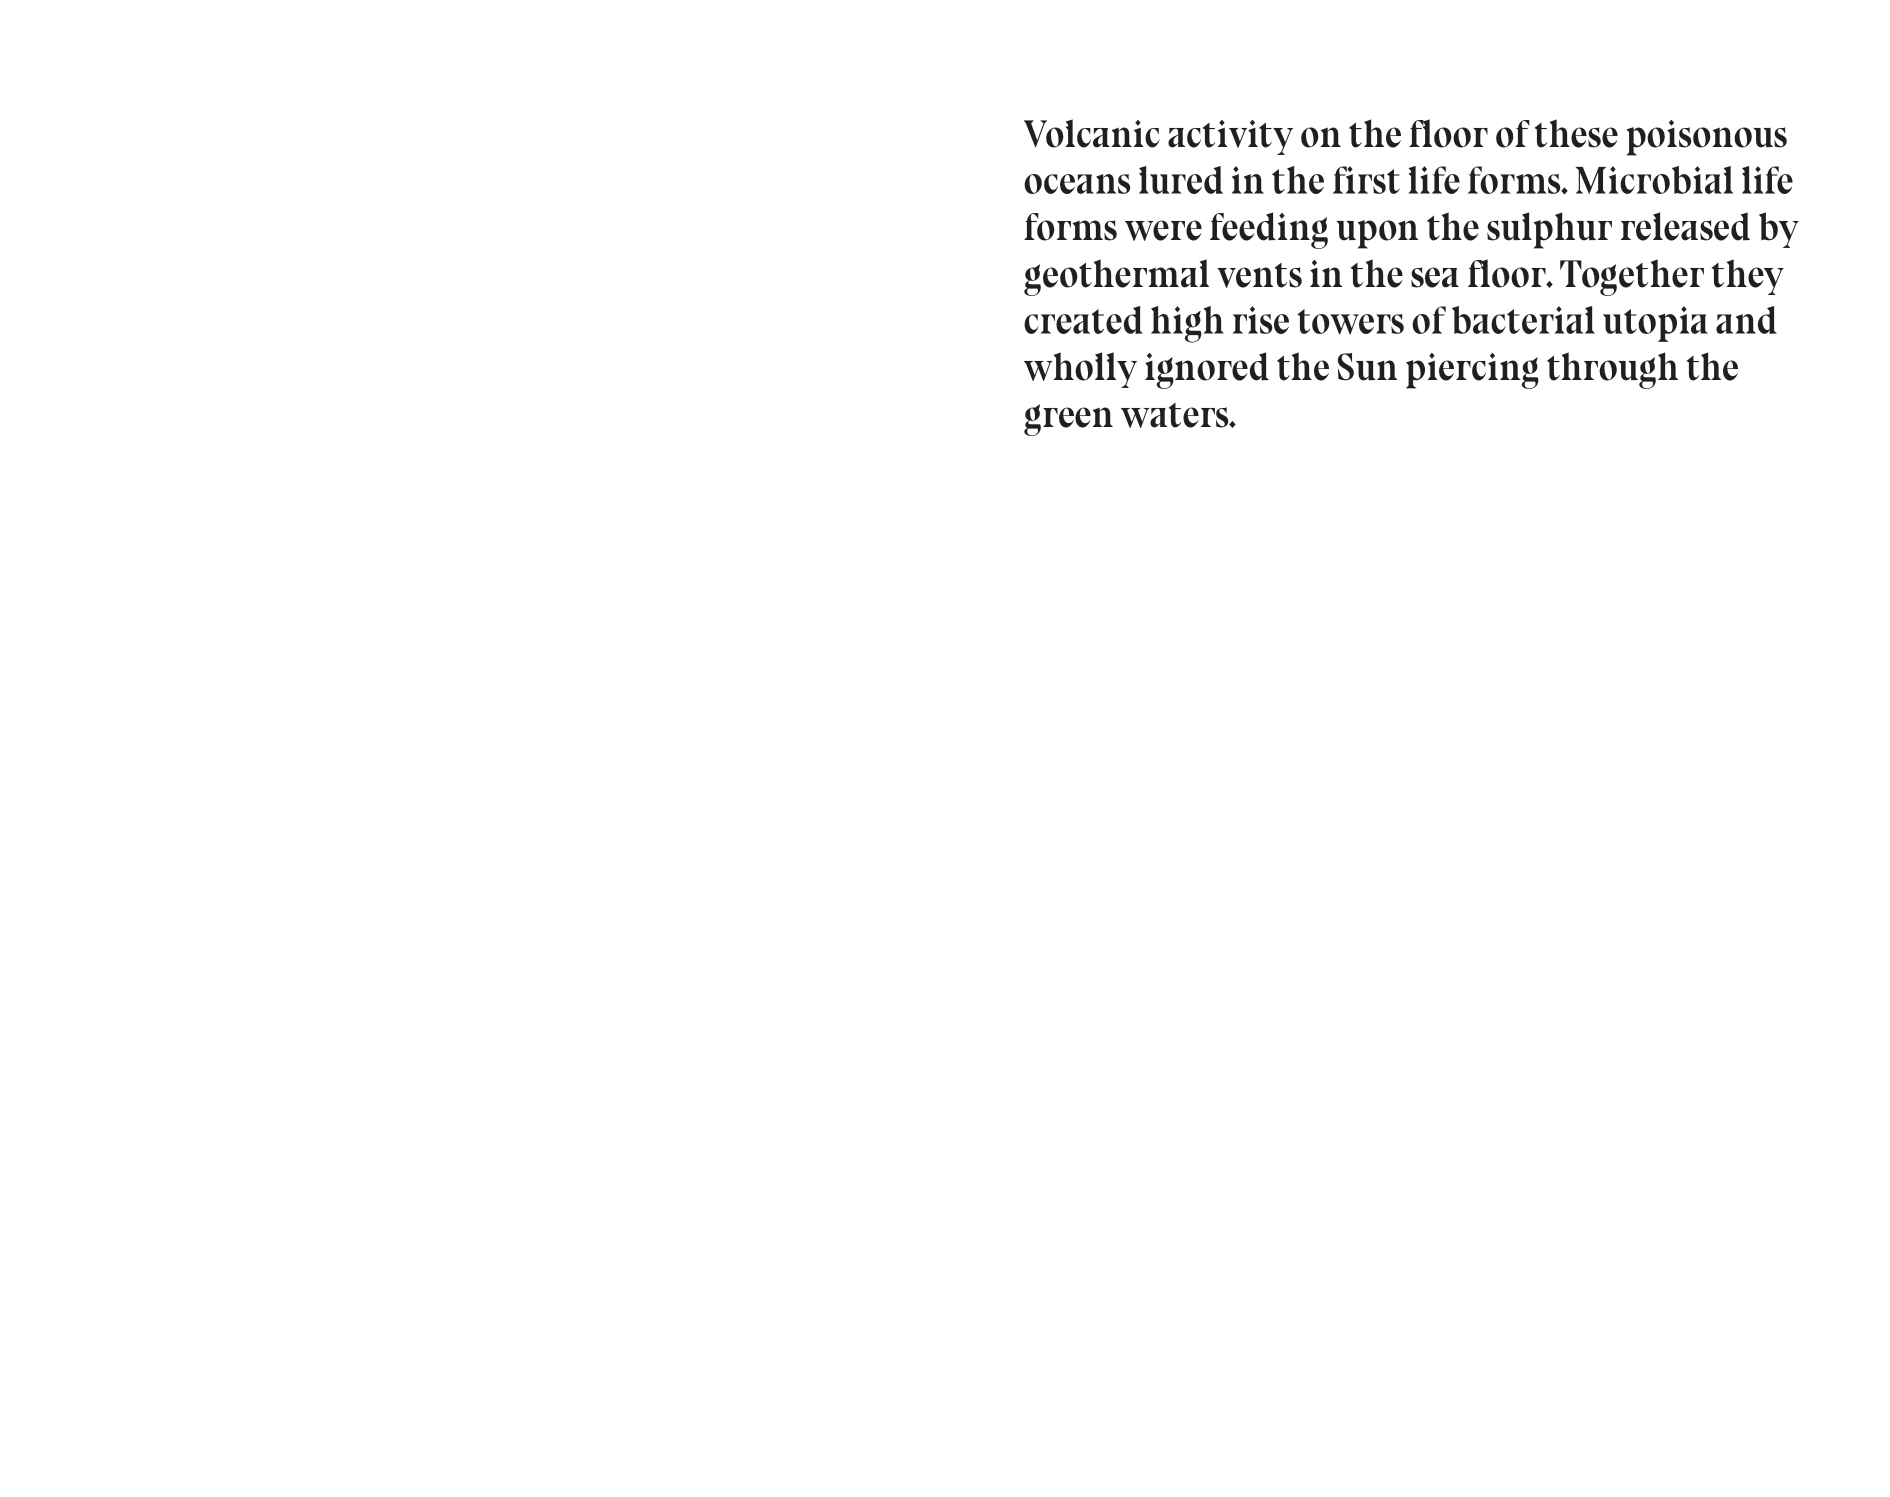 Volcanic activity on the floor of these poisonous
oceans lured in the first life forms. Microbial life
forms were feeding upon the sulphur released by
geothermal vents in the sea floor. Together they
created high rise towers of bacterial utopia and
wholly ignored the Sun piercing through the
green waters.